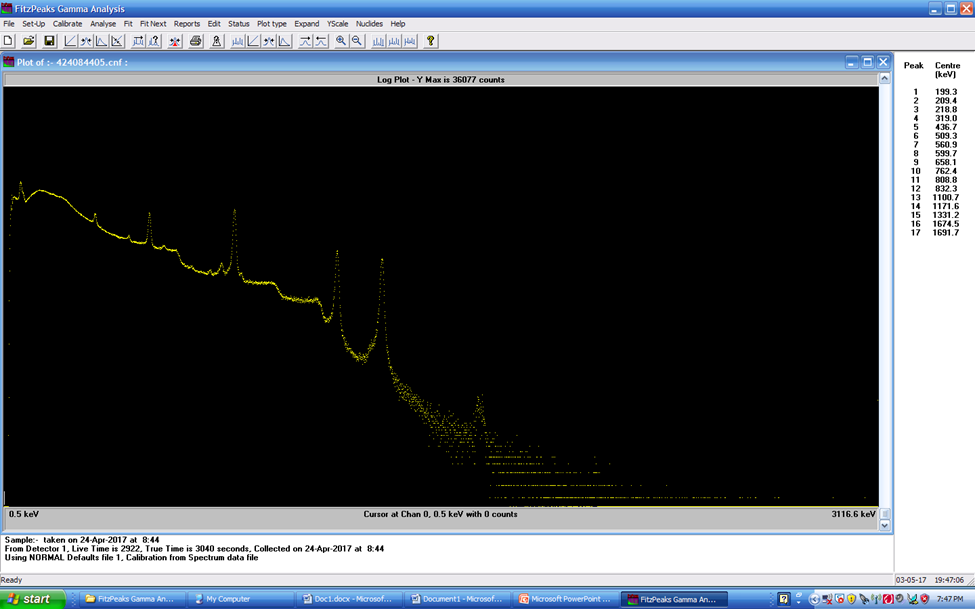 FitzPeaks Gamma Analysis
File Set-Up Calibrate Analyse Fit Fit Next Reports Edit Status Plot type Expand YScale Nuclides Help
Plot of :- 424084405.cnf :
Log Plot - Y Max is 36077 counts
0.5 keV Cursor at Chan 0, 0.5 keV with 0 counts 3116.6 keV
Peak Centre
(keV)
1 199.3
2 209.4
3 218.8
4 319.0
5 436.7
6 509.3
7 560.9
8 599.7
9 658.1
10 762.4
11 808.8
12 832.3
13 1100.7
14 1171.6
15 1331.2
16 1674.5
17 1691.7
Sample:- taken on 24-Apr-2017 at 8:44
From Detector 1, Live Time is 2922, True Time is 3040 seconds, Collected on 24-Apr-2017 at 8:44
Using NORMAL Defaults file 1, Calibration from Spectrum data file
Ready 03-05-17 19:47:06
start FitzPeaks Gamma An... My Computer Doc1.docx - Microsof... Document1 - Microsof... Microsoft PowerPoint ... FitzPeaks Gamma An... 7:47 PM